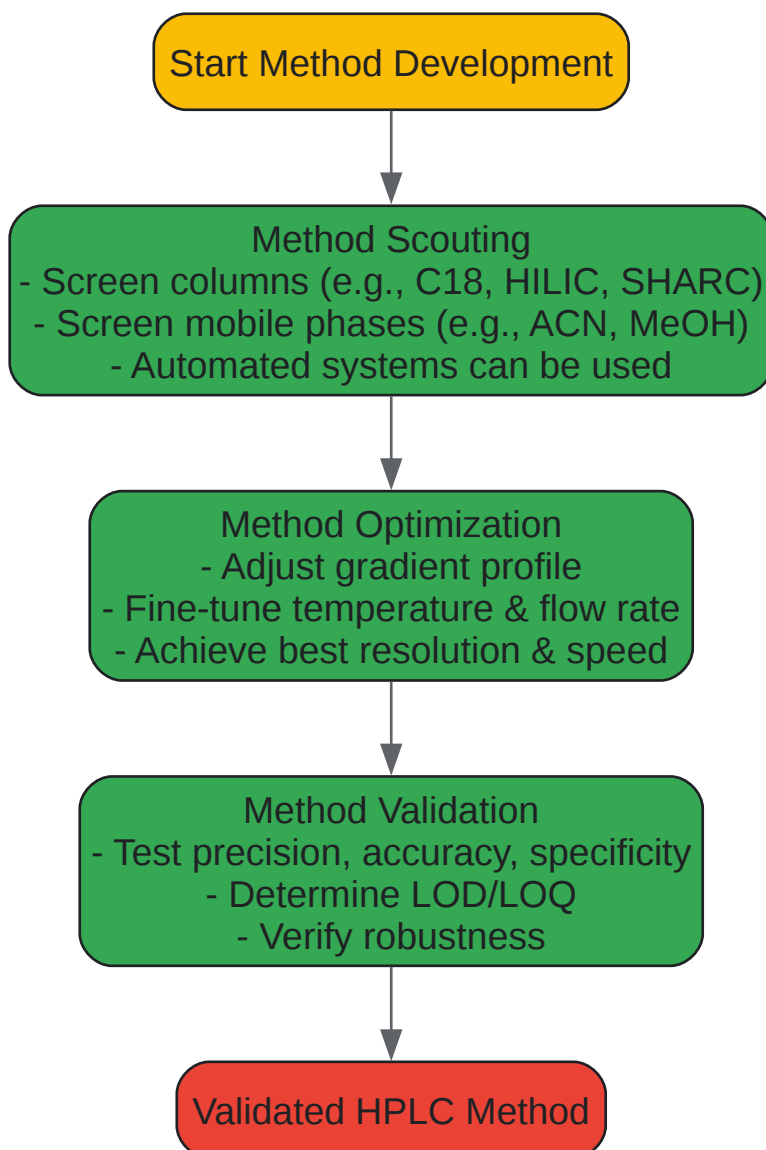 Start Method Development
Method Scouting
- Screen columns (e.g., C18, HILIC, SHARC)
- Screen mobile phases (e.g., ACN, MeOH)
- Automated systems can be used
Method Optimization
- Adjust gradient profile
- Fine-tune temperature & flow rate
- Achieve best resolution & speed
Method Validation
- Test precision, accuracy, specificity
- Determine LOD/LOQ
- Verify robustness
Validated HPLC Method